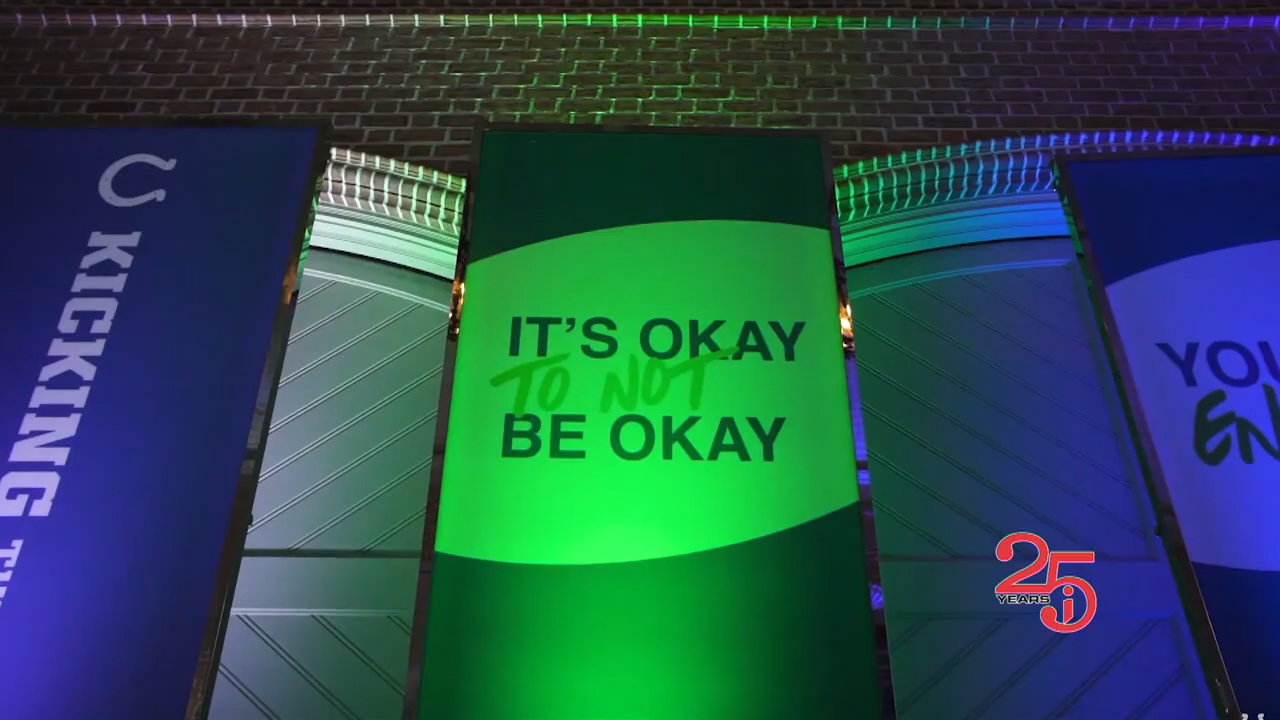 KICKING
IT'S OKAY
TO NOT
BE OKAY
YOU
25
YEARS
i